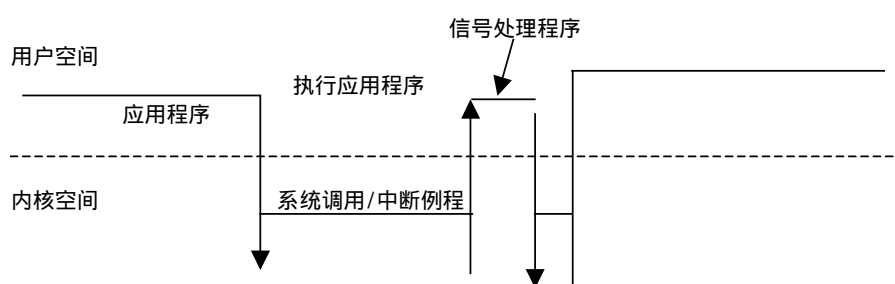 信号处理程序
用户空间
执行应用程序
应用程序
内核空间
系统调用/中断例程